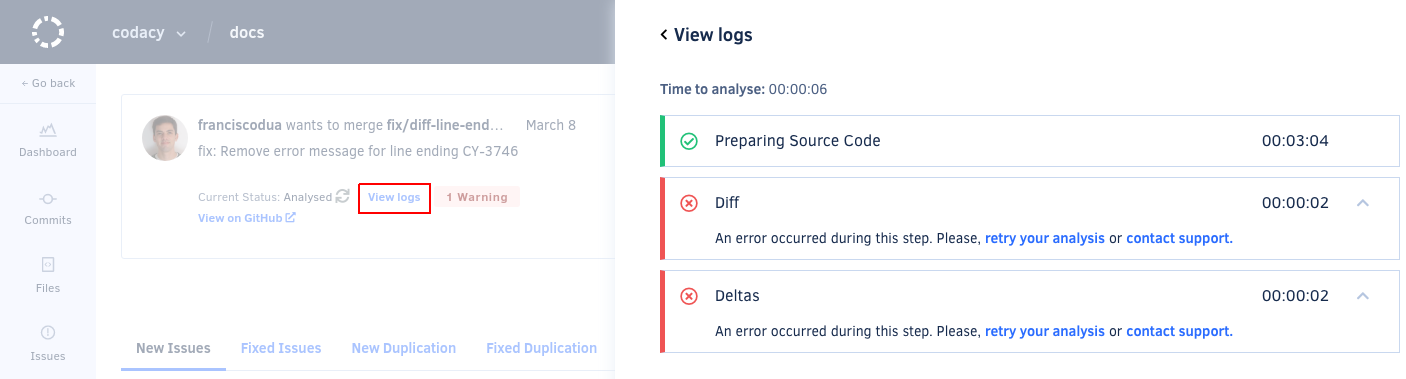 codacy
docs
← Go back
Dashboard
Commits
Files
Issues
franciscodua wants to merge fix/diff-line-end... March 8
fix: Remove error message for line ending CY-3746
Current Status: Analysed View logs 1 Warning
View on GitHub
New Issues Fixed Issues New Duplication Fixed Duplication
View logs
Time to analyse: 00:00:06
Preparing Source Code 00:03:04
Diff 00:00:02
An error occurred during this step. Please, retry your analysis or contact support.
Deltas 00:00:02
An error occurred during this step. Please, retry your analysis or contact support.